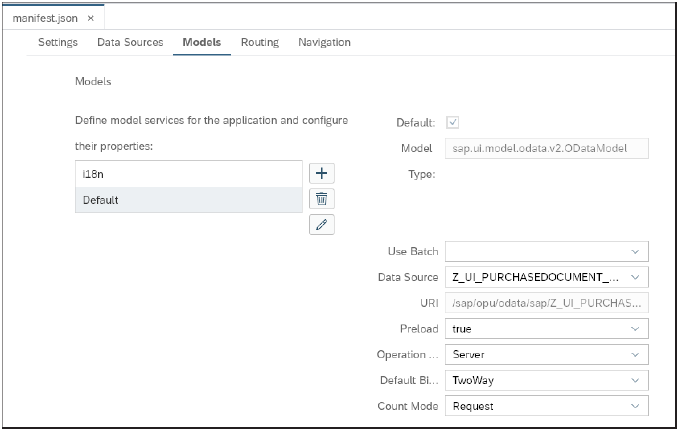 manifest.json ×
Settings Data Sources Models Routing Navigation
Models
Define model services for the application and configure
their properties:
i18n
Default
Default:
Model sap.ui.model.odata.v2.ODataModel
Type:
Use Batch
Data Source Z_UI_PURCHASEDOCUMENT_...
URI /sap/opu/odata/sap/Z_UI_PURCHAS...
Preload true
Operation ... Server
Default Bi... TwoWay
Count Mode Request